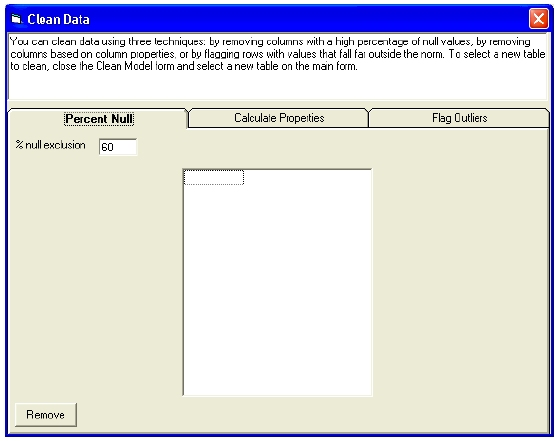 Clean Data
You can clean data using three techniques: by removing columns with a high percentage of null values, by removing
columns based on column properties, or by flagging rows with values that fall far outside the norm. To select a new table
to clean, close the Clean Model form and select a new table on the main form.
Percent Null Calculate Properties Flag Outliers
% null exclusion 60
Remove